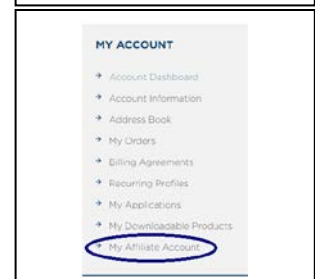 MY ACCOUNT
Account Dashboard
Account Information
Address Book
My Orders
Billing Agreements
Recurring Profiles
My Applications
My Downloadable Products
My Affiliate Account